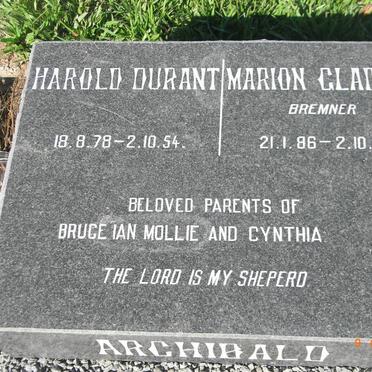 HAROLD DURANT MARION
BREMNER
18.8.78-2.10.54. 21.1.86-2.10.
BELOVED PARENTS OF
BRUCE IAN MOLLIE AND CYNTHIA
THE LORD IS MY SHEPERD
ARCHIBALD